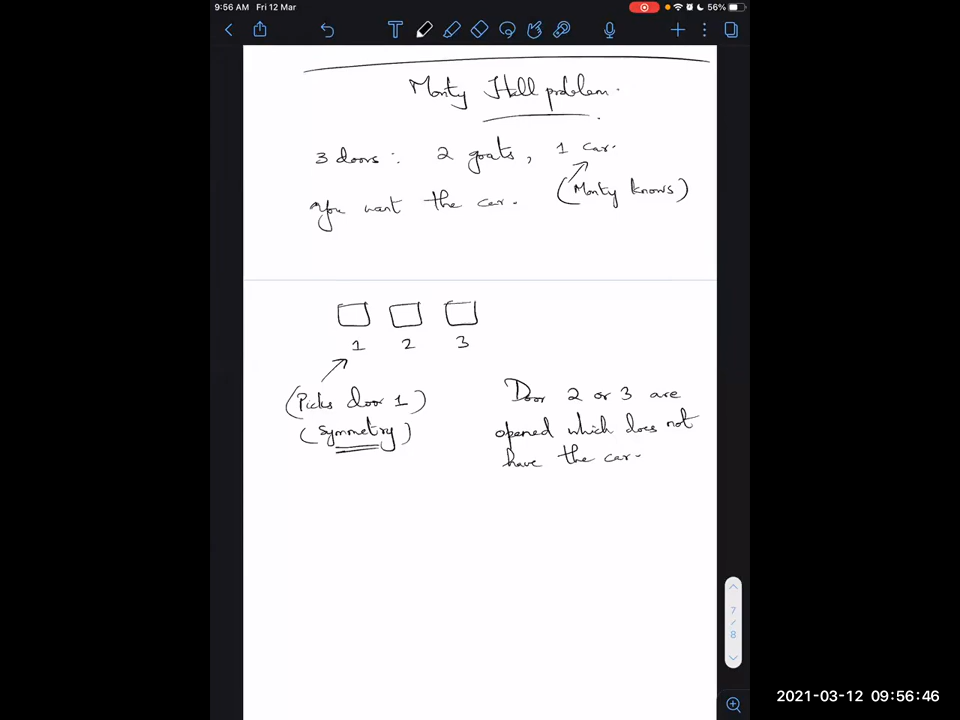 9:56 AM Fri 12 Mar
56%
Monty Hall problem.
3 doors: 2 goats, 1 car.
You want the car. (Monty knows)
1 2 3
(Picks door 1)
(symmetry)
Door 2 or 3 are
opened which does not
have the car.
7
/
8
2021-03-12 09:56:46